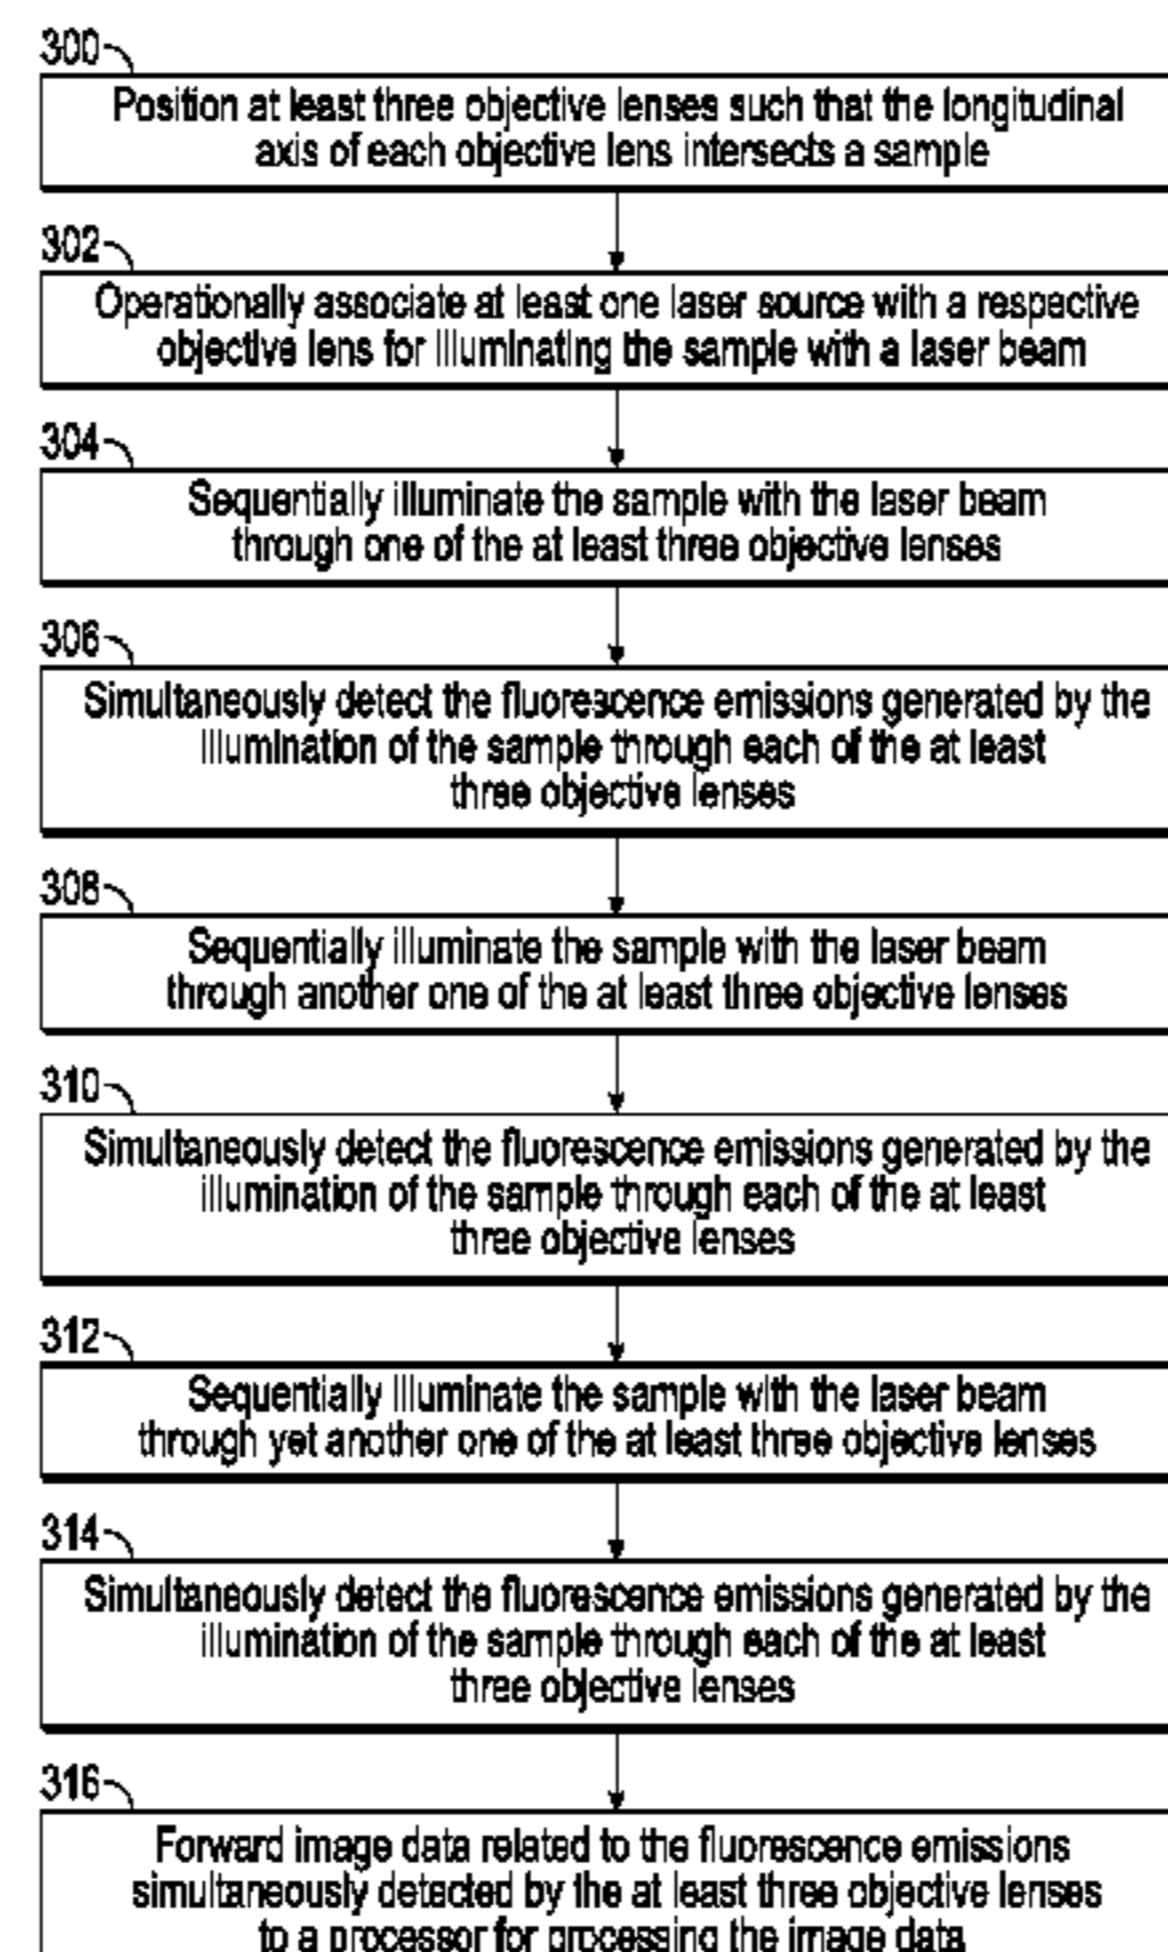 300
Position at least three objective lenses such that the longitudinal
axis of each objective lens intersects a sample
302
Operationally associate at least one laser source with a respective
objective lens for illuminating the sample with a laser beam
304
Sequentially illuminate the sample with the laser beam
through one of the at least three objective lenses
306
Simultaneously detect the fluorescence emissions generated by the
illumination of the sample through each of the at least
three objective lenses
308
Sequentially illuminate the sample with the laser beam
through another one of the at least three objective lenses
310
Simultaneously detect the fluorescence emissions generated by the
illumination of the sample through each of the at least
three objective lenses
312
Sequentially illuminate the sample with the laser beam
through yet another one of the at least three objective lenses
314
Simultaneously detect the fluorescence emissions generated by the
illumination of the sample through each of the at least
three objective lenses
316
Forward image data related to the fluorescence emissions
simultaneously detected by the at least three objective lenses
to a processor for processing the image data